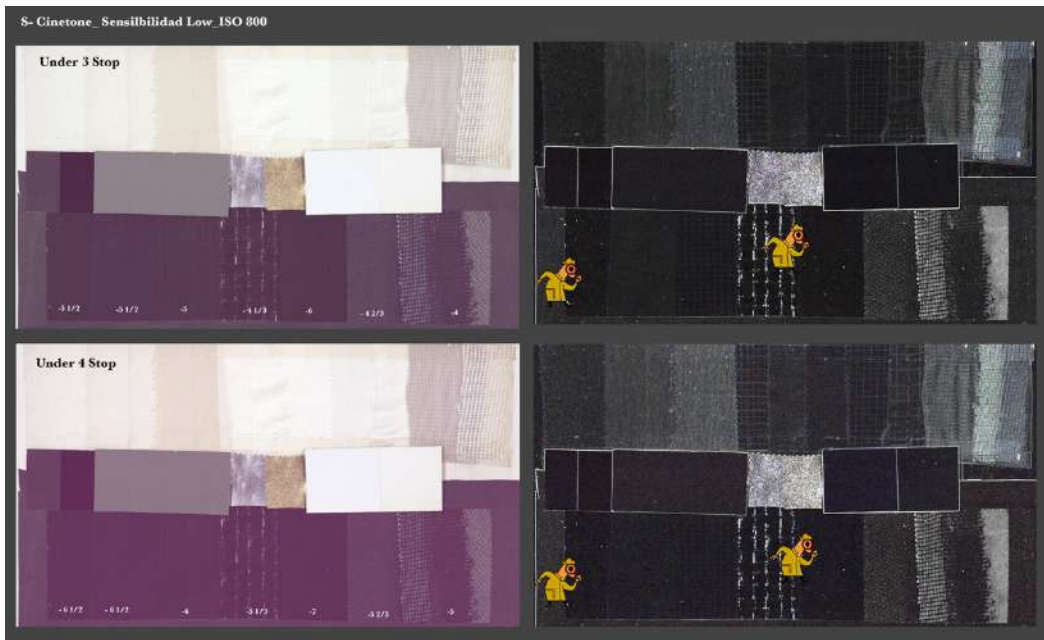 S- Cinetone_ Sensilbilidad Low_ISO 800
Under 3 Stop
-5 1/2 -5 1/2 -5 -4 1/3 -6 -4 2/3 -4
Under 4 Stop
-6 1/2 -6 1/2 -6 -5 1/3 -7 -5 2/3 -5